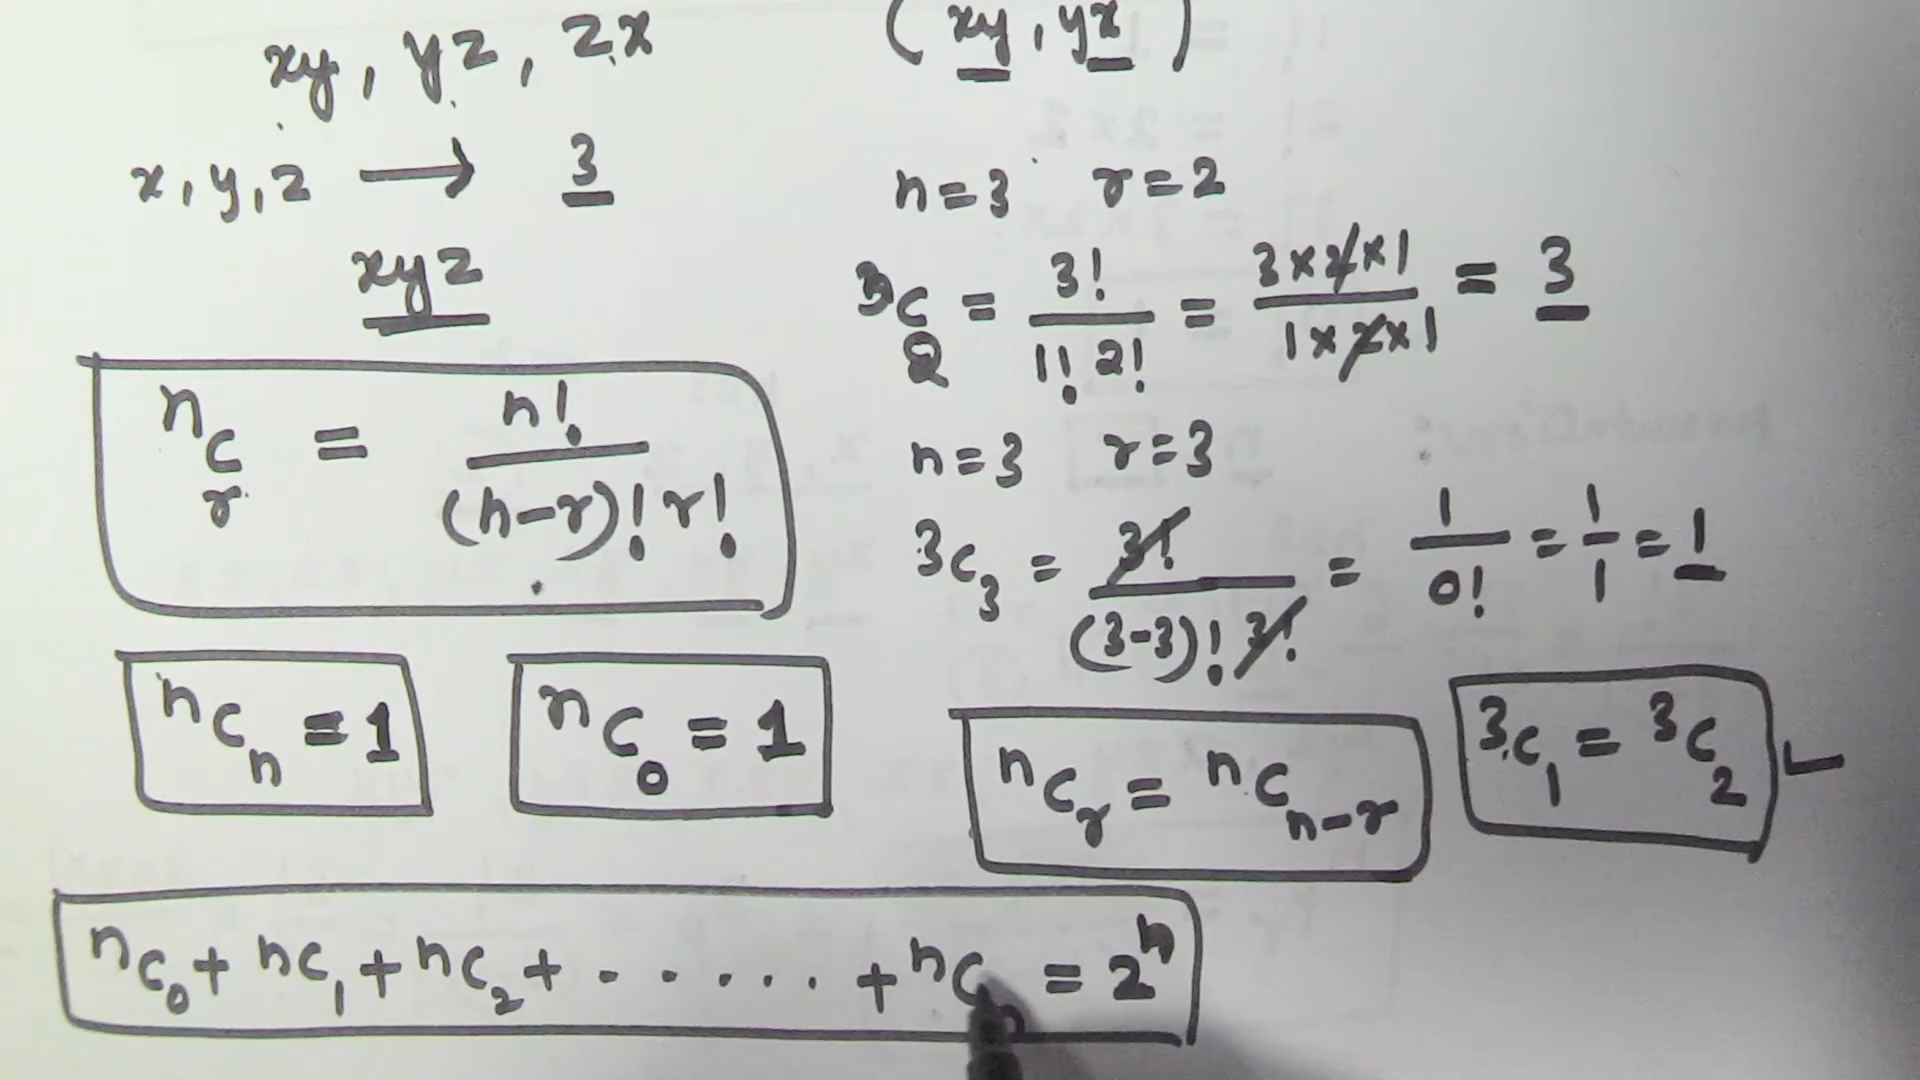 xy, yz, zx
x, y, z → 3
xyz
nCr = n! / (n-r)! r!
nCn = 1
nC0 = 1
(xy, yx)
n=3 r=2
3C2 = 3! / 1! 2! = 3×2×1 / 1×2×1 = 3
n=3 r=3
3C3 = 3! / (3-3)! 3! = 1 / 0! = 1 / 1 = 1
nCr = nCn-r
3C1 = 3C2
nC0 + nC1 + nC2 + ...... + nCn = 2^n